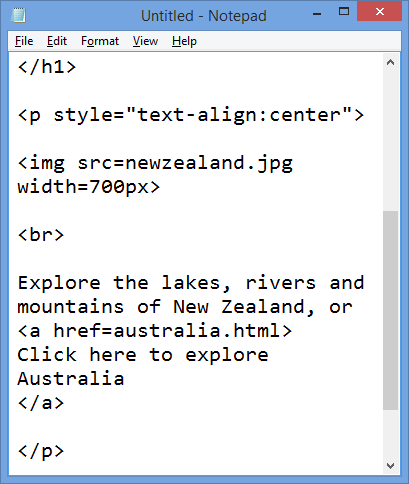 Untitled - Notepad
File Edit Format View Help
</h1>
<p style="text-align:center">
<img src=newzealand.jpg
width=700px>
<br>
Explore the lakes, rivers and
mountains of New Zealand, or
<a href=australia.html>
Click here to explore
Australia
</a>
</p>